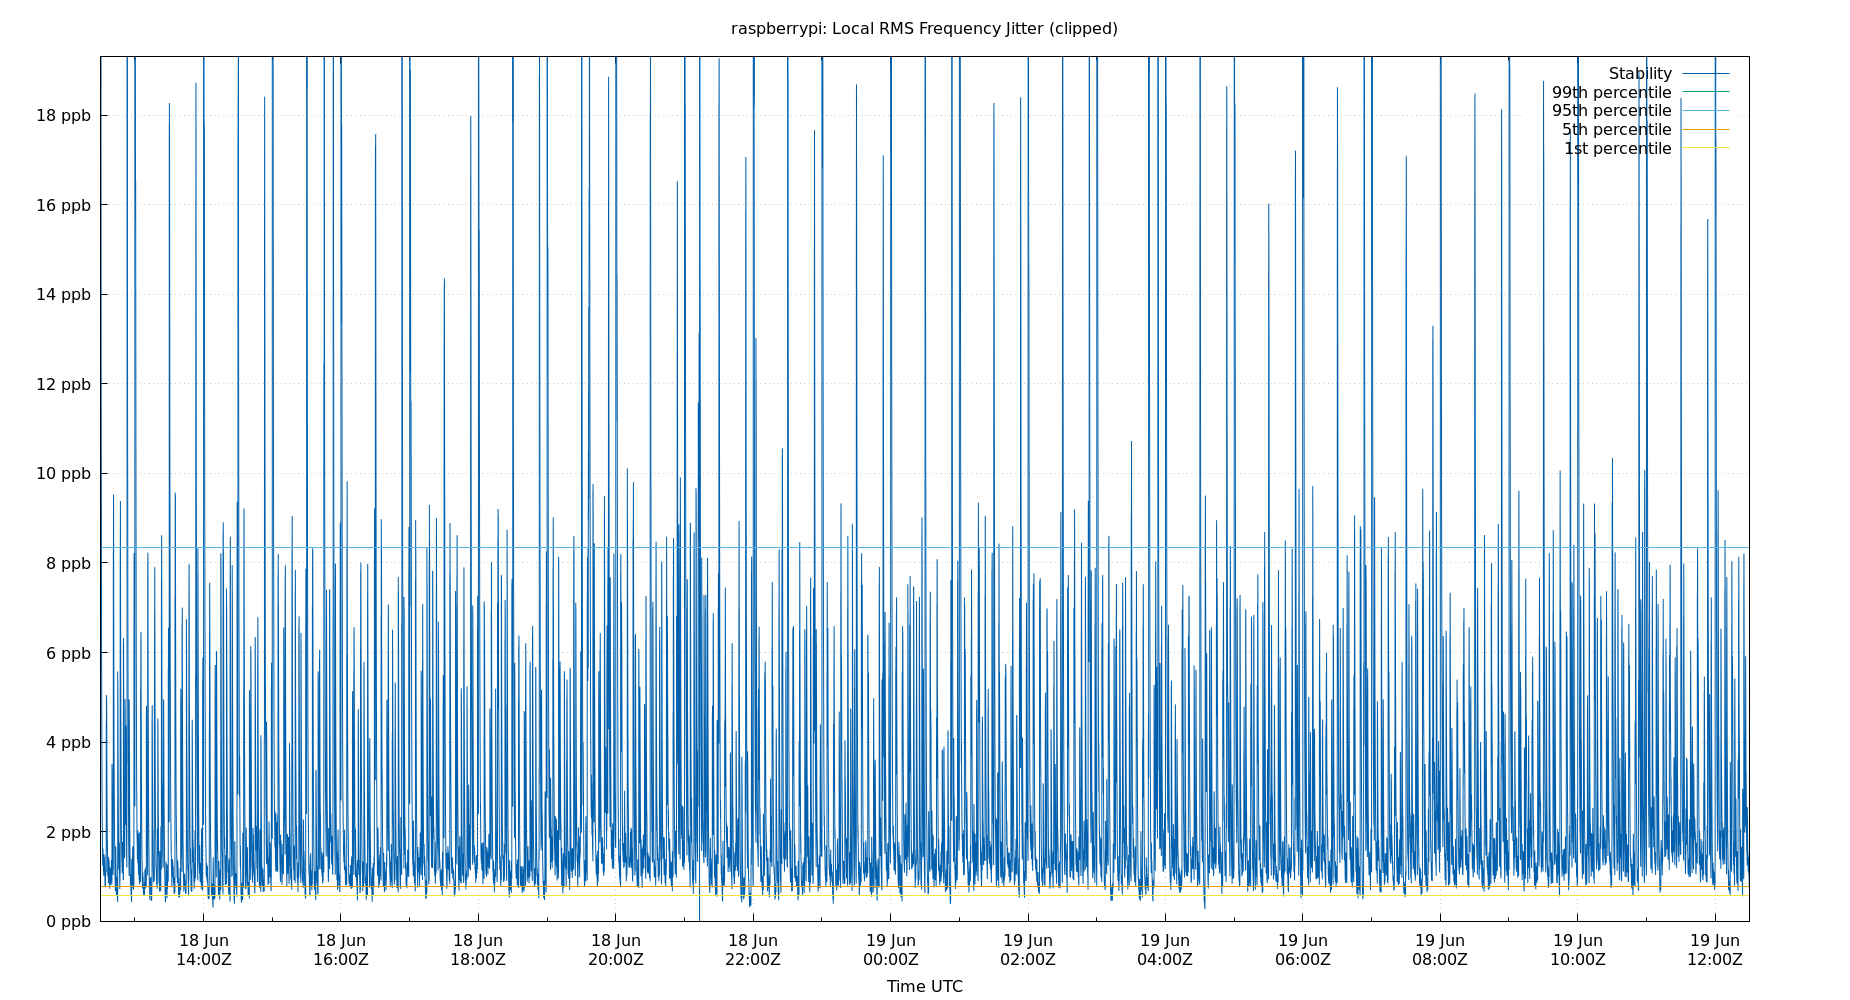 raspberrypi: Local RMS Frequency Jitter (clipped)
Stability
99th percentile
95th percentile
5th percentile
1st percentile
18 ppb
16 ppb
14 ppb
12 ppb
10 ppb
8 ppb
6 ppb
4 ppb
2 ppb
0 ppb
18 Jun 18 Jun 18 Jun 18 Jun 18 Jun 19 Jun 19 Jun 19 Jun 19 Jun 19 Jun 19 Jun 19 Jun
14:00Z 16:00Z 18:00Z 20:00Z 22:00Z 00:00Z 02:00Z 04:00Z 06:00Z 08:00Z 10:00Z 12:00Z
Time UTC